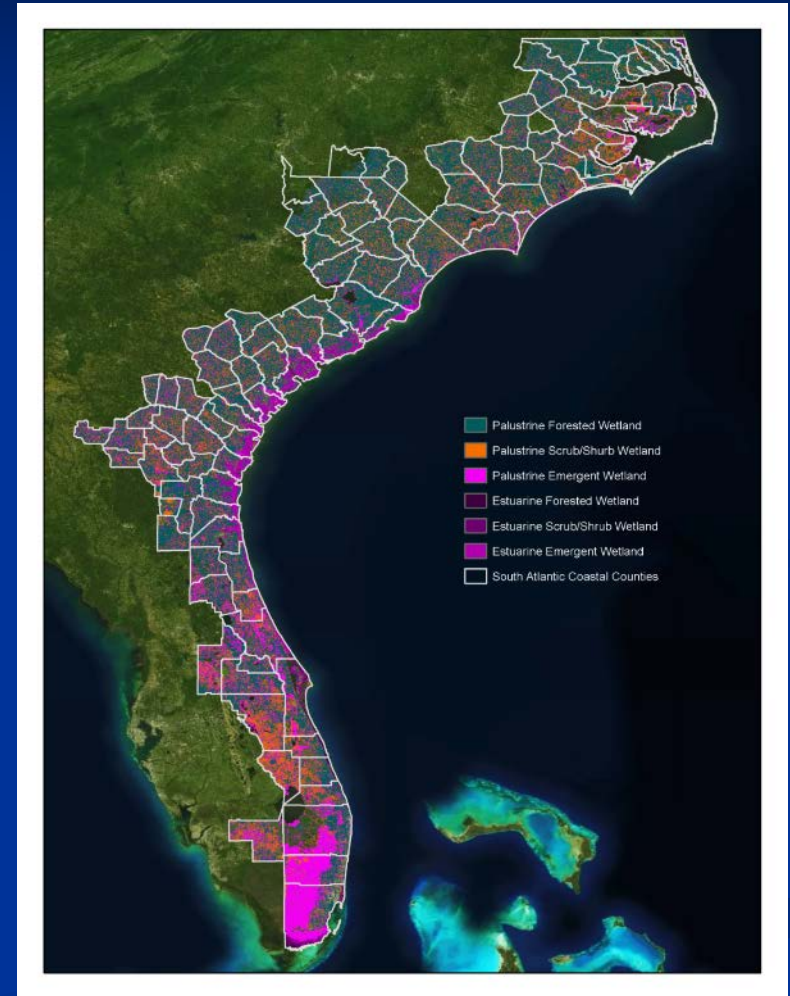 Palustrine Forested Wetland
Palustrine Scrub/Shurb Wetland
Palustrine Emergent Wetland
Estuarine Forested Wetland
Estuarine Scrub/Shrub Wetland
Estuarine Emergent Wetland
South Atlantic Coastal Counties